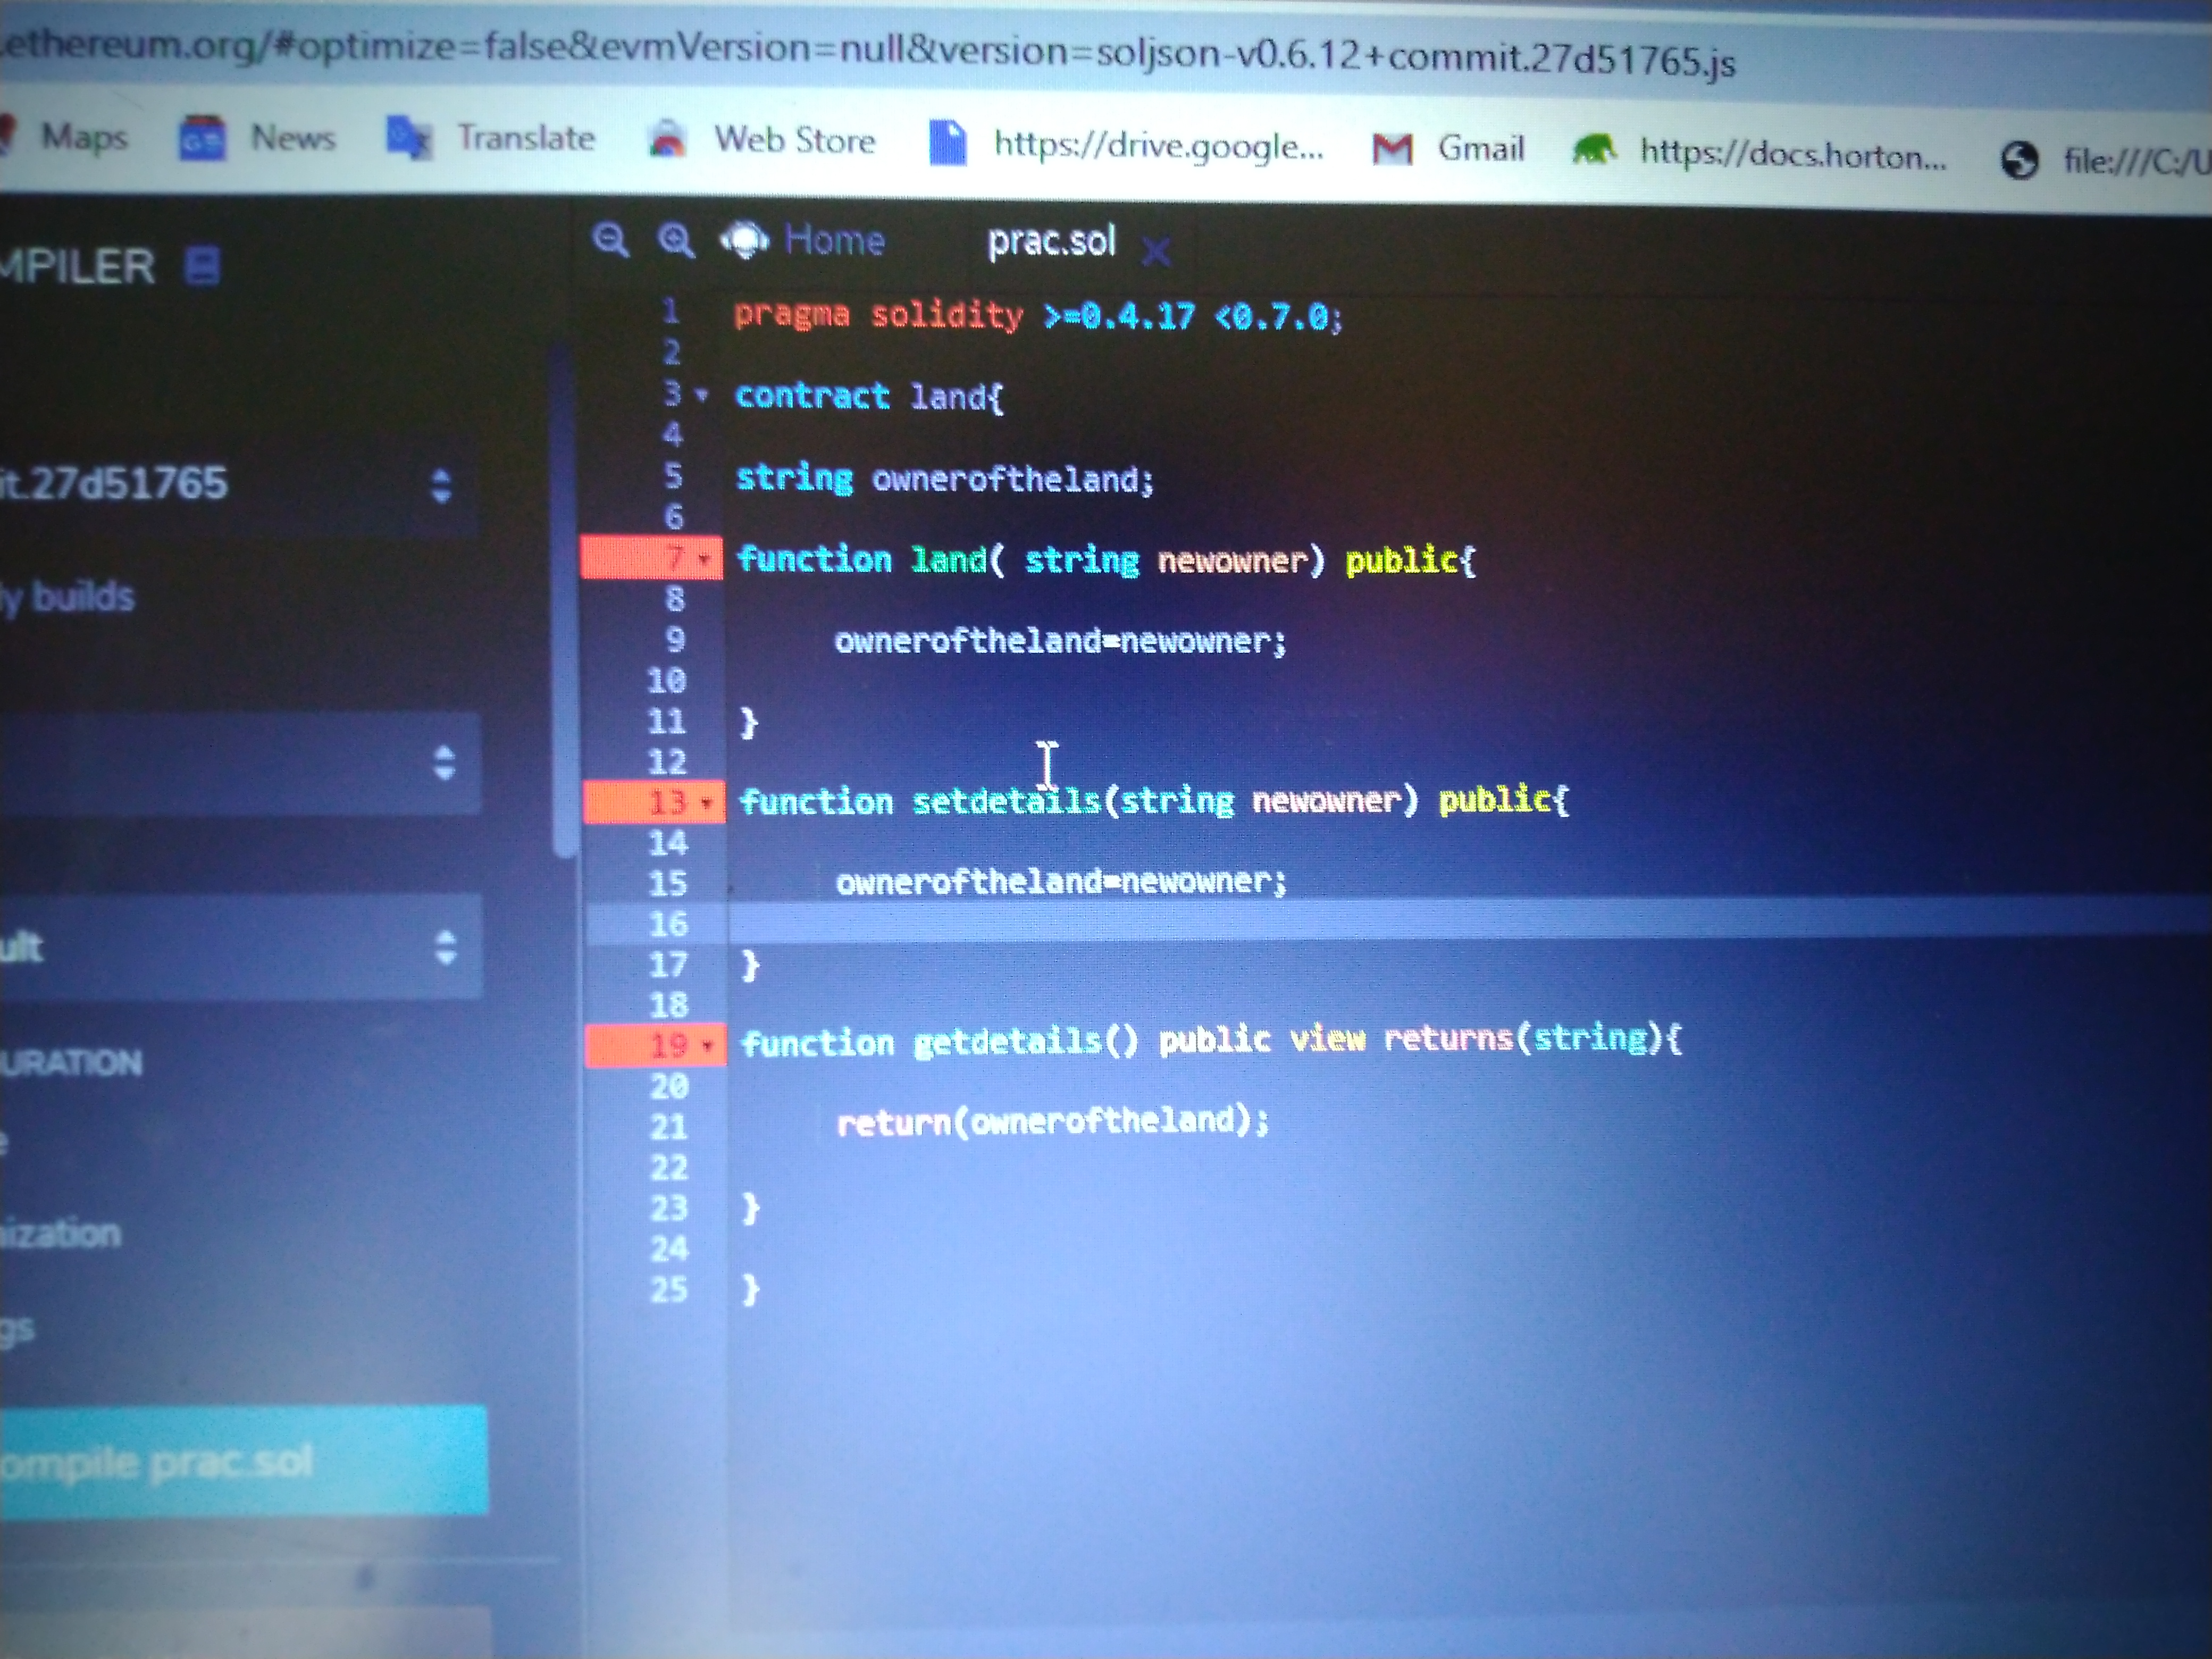 .ethereum.org/#optimize=false&evmVersion=null&version=soljson-v0.6.12+commit.27d51765.js
Maps News Translate Web Store https://drive.google... Gmail https://docs.horton... file:///C:/U
MPILER
Home prac.sol
it.27d51765
y builds
ult
URATION
e
ization
gs
ompile prac.sol
1 pragma solidity >=0.4.17 <0.7.0;
2
3 contract land{
4
5 string owneroftheland;
6
7 function land( string newowner) public{
8
9 owneroftheland=newowner;
10
11 }
12
13 function setdetails(string newowner) public{
14
15 owneroftheland=newowner;
16
17 }
18
19 function getdetails() public view returns(string){
20
21 return(owneroftheland);
22
23 }
24
25 }